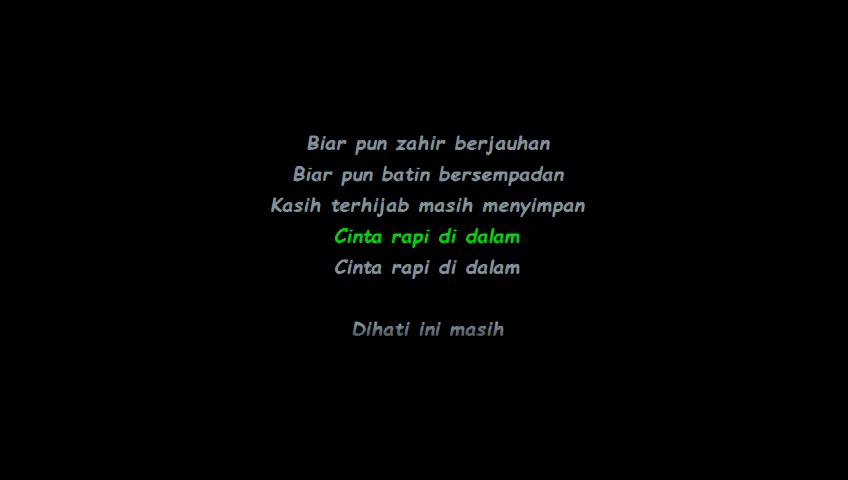 Biar pun zahir berjauhan
Biar pun batin bersempadan
Kasih terhijab masih menyimpan
Cinta rapi di dalam
Cinta rapi di dalam
Dihati ini masih